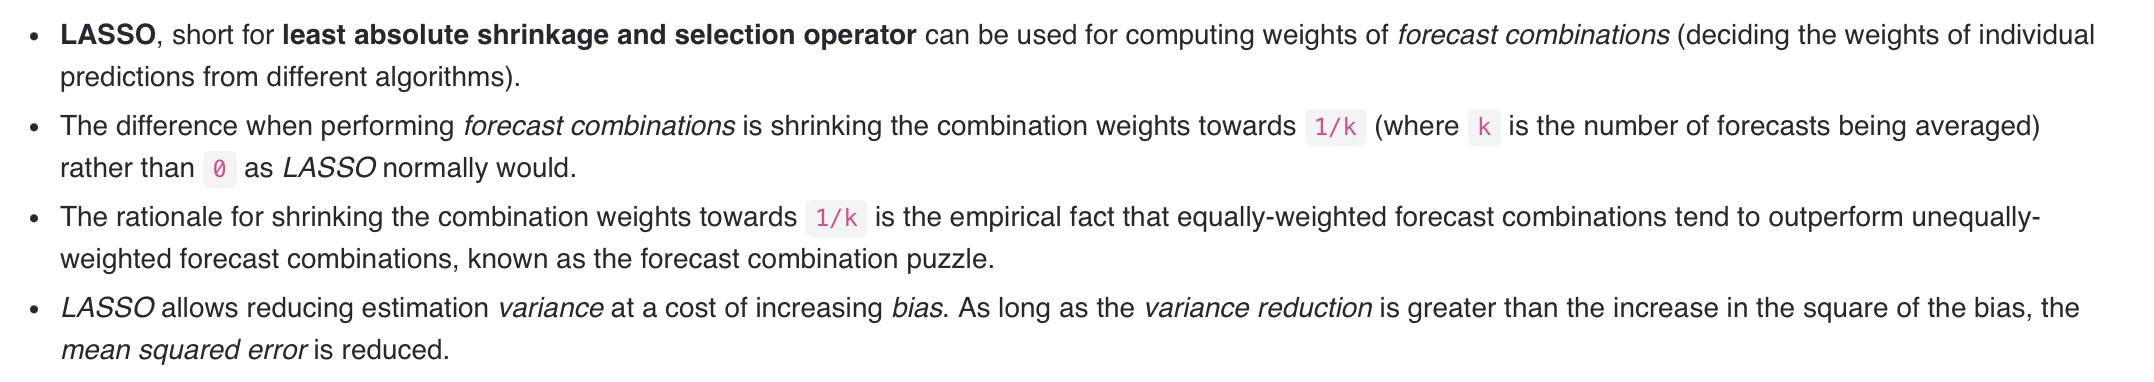 • LASSO, short for least absolute shrinkage and selection operator can be used for computing weights of forecast combinations (deciding the weights of individual
predictions from different algorithms).
• The difference when performing forecast combinations is shrinking the combination weights towards 1/k (where k is the number of forecasts being averaged)
rather than 0 as LASSO normally would.
• The rationale for shrinking the combination weights towards 1/k is the empirical fact that equally-weighted forecast combinations tend to outperform unequally-
weighted forecast combinations, known as the forecast combination puzzle.
• LASSO allows reducing estimation variance at a cost of increasing bias. As long as the variance reduction is greater than the increase in the square of the bias, the
mean squared error is reduced.